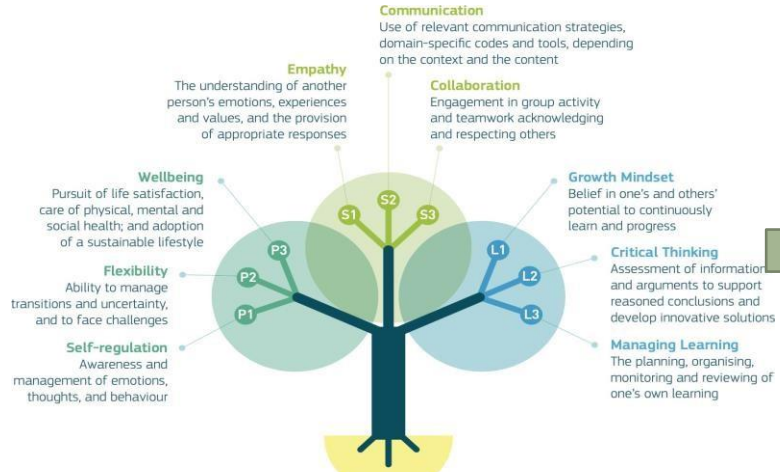 Communication
Use of relevant communication strategies,
domain-specific codes and tools, depending
on the context and the content
Empathy
The understanding of another
person's emotions, experiences
and values, and the provision
of appropriate responses
Collaboration
Engagement in group activity
and teamwork acknowledging
and respecting others
Wellbeing
Pursuit of life satisfaction,
care of physical, mental and
social health; and adoption
of a sustainable lifestyle
Flexibility
Ability to manage
transitions and uncertainty,
and to face challenges
Self-regulation
Awareness and
management of emotions,
thoughts, and behaviour
P3
P2
P1
S1
S2
S3
L1
L2
L3
Growth Mindset
Belief in one's and others'
potential to continuously
learn and progress
Critical Thinking
Assessment of information
and arguments to support
reasoned conclusions and
develop innovative solutions
Managing Learning
The planning, organising,
monitoring and reviewing of
one's own learning